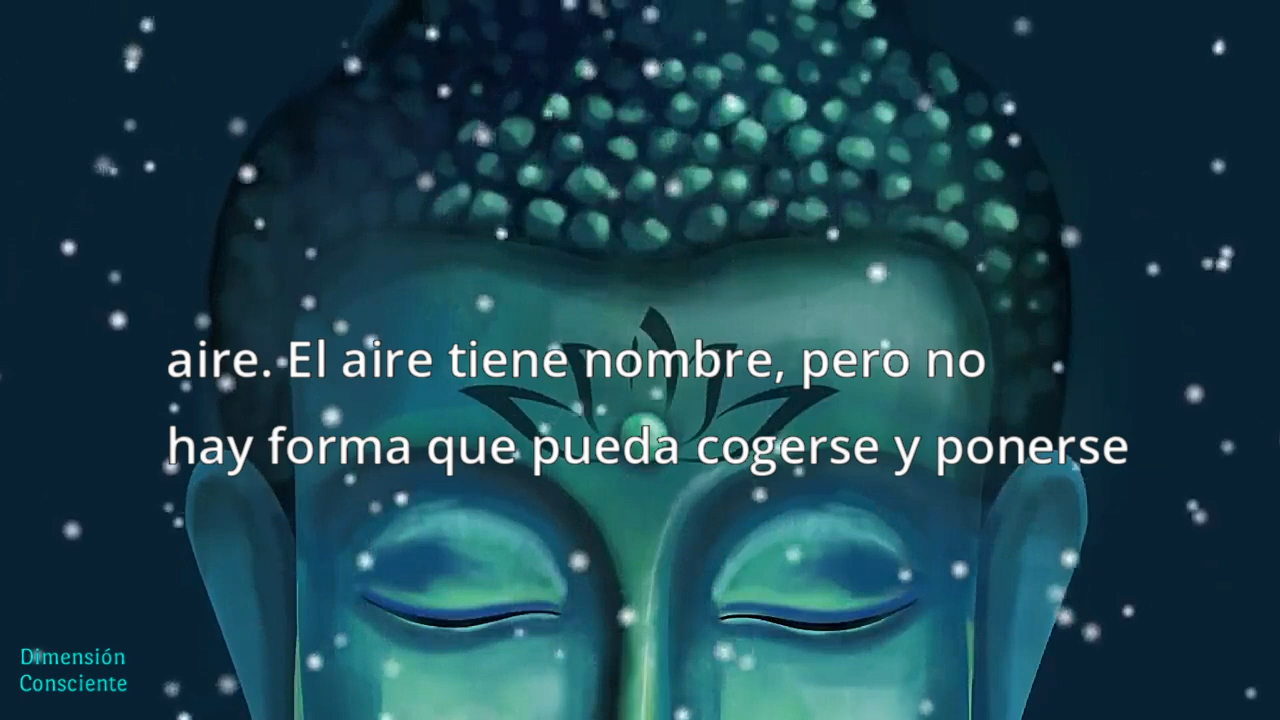 aire. El aire tiene nombre, pero no
hay forma que pueda cogerse y ponerse
Dimensión
Consciente